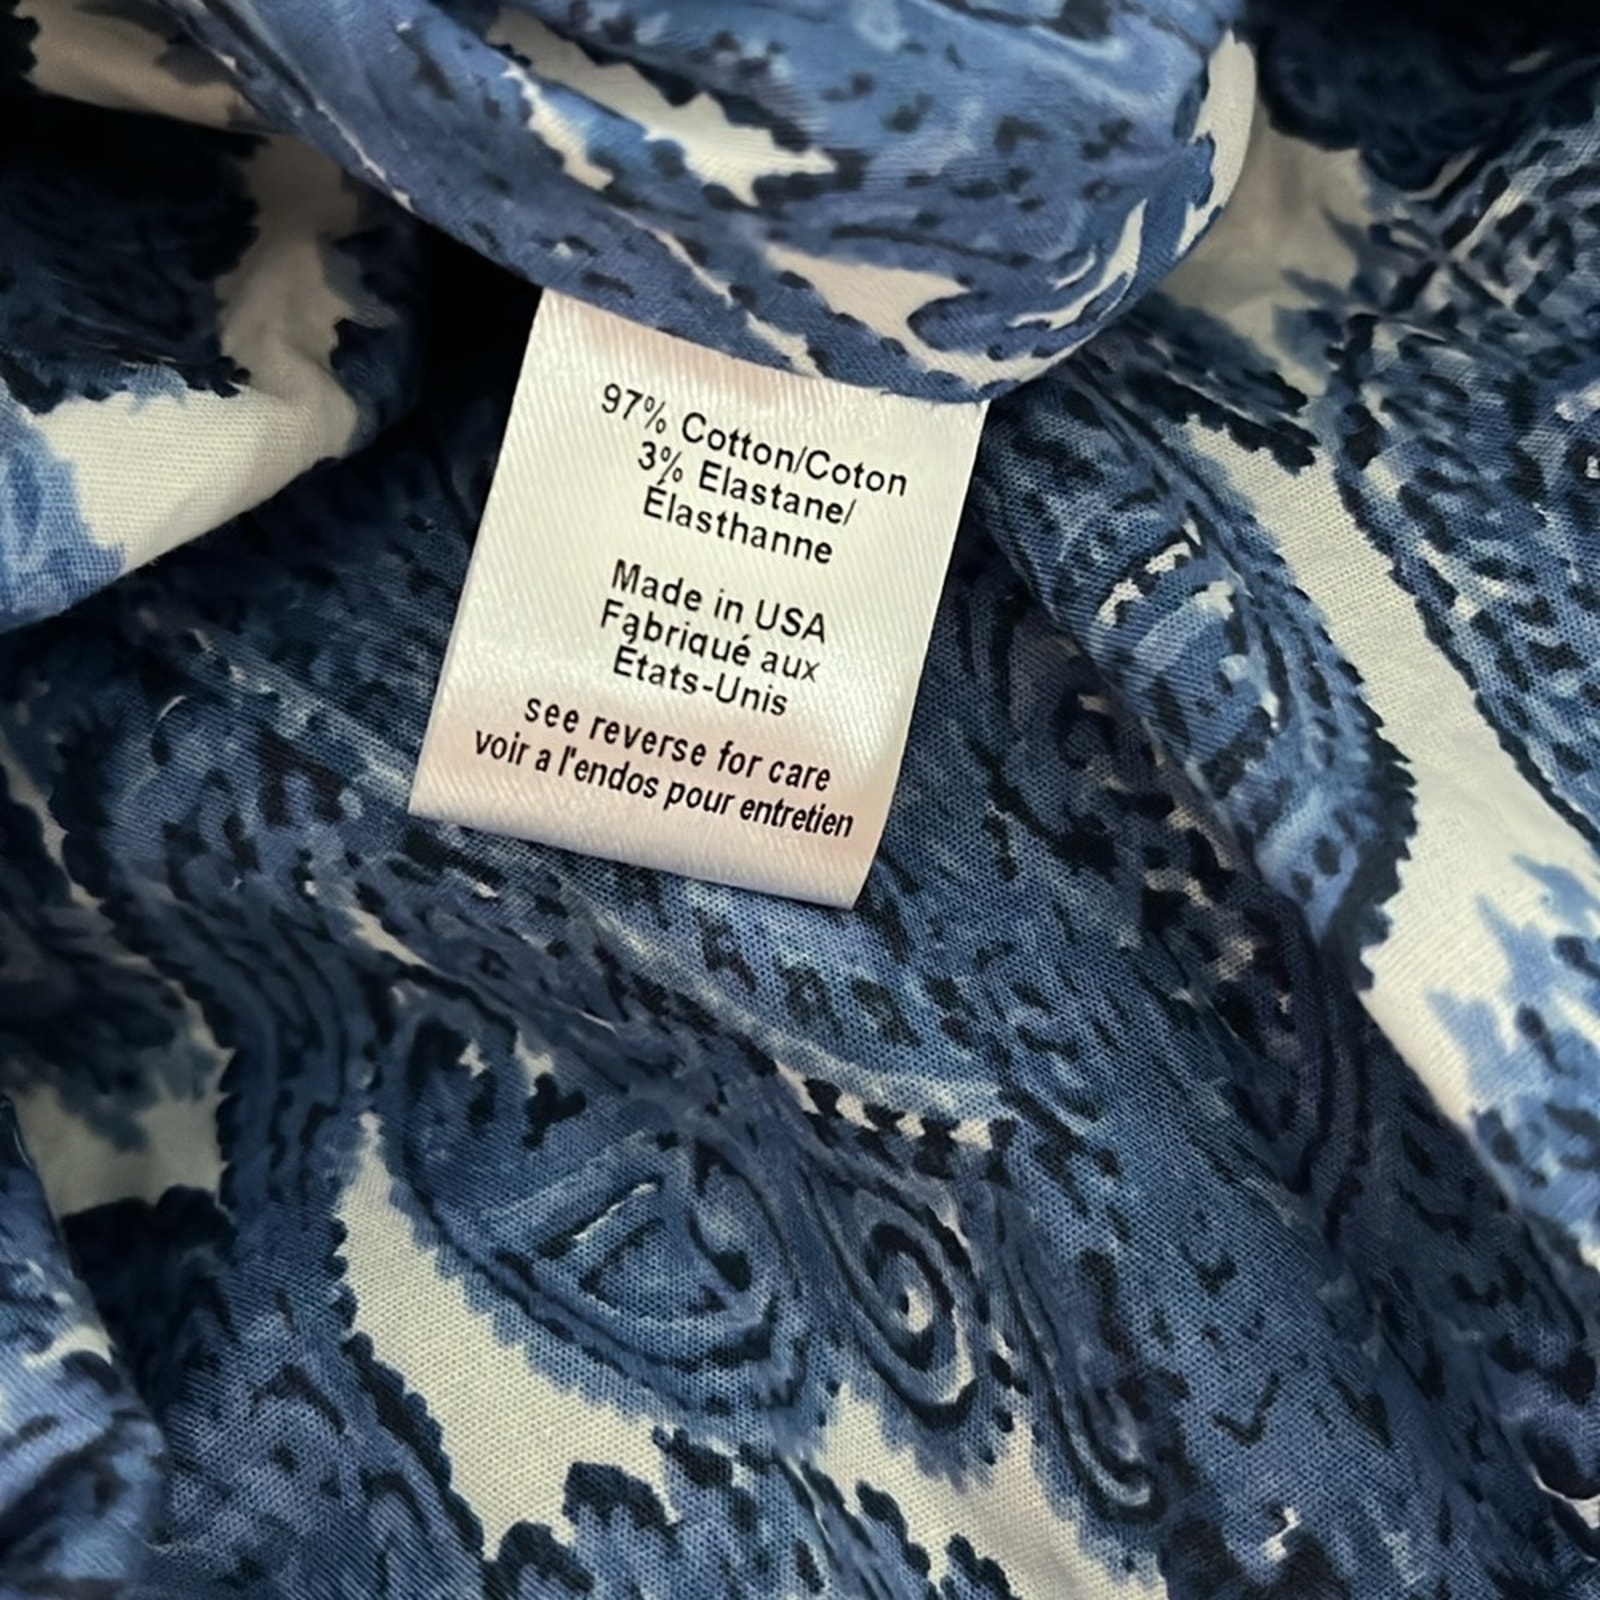 97% Cotton/Coton
3% Elastane/
Élasthanne
Made in USA
Fabriqué aux
États-Unis
see reverse for care
voir a l'endos pour entretien